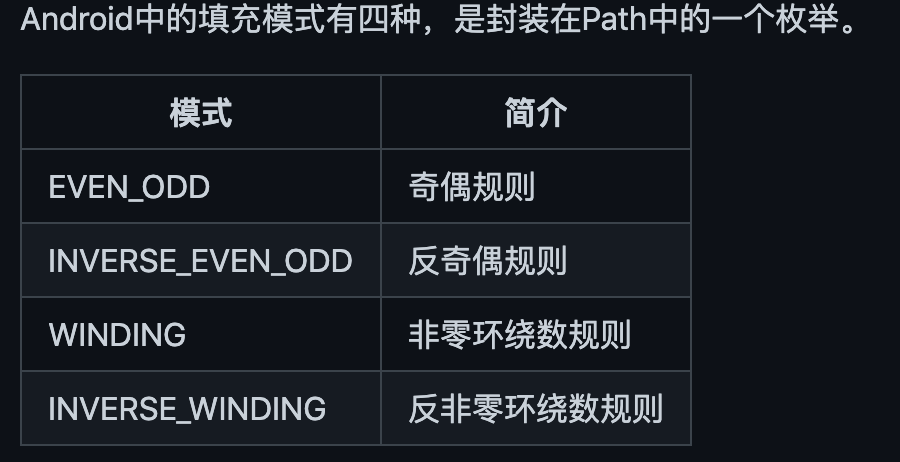 Android中的填充模式有四种，是封装在Path中的一个枚举。
模式 简介
EVEN_ODD 奇偶规则
INVERSE_EVEN_ODD 反奇偶规则
WINDING 非零环绕数规则
INVERSE_WINDING 反非零环绕数规则